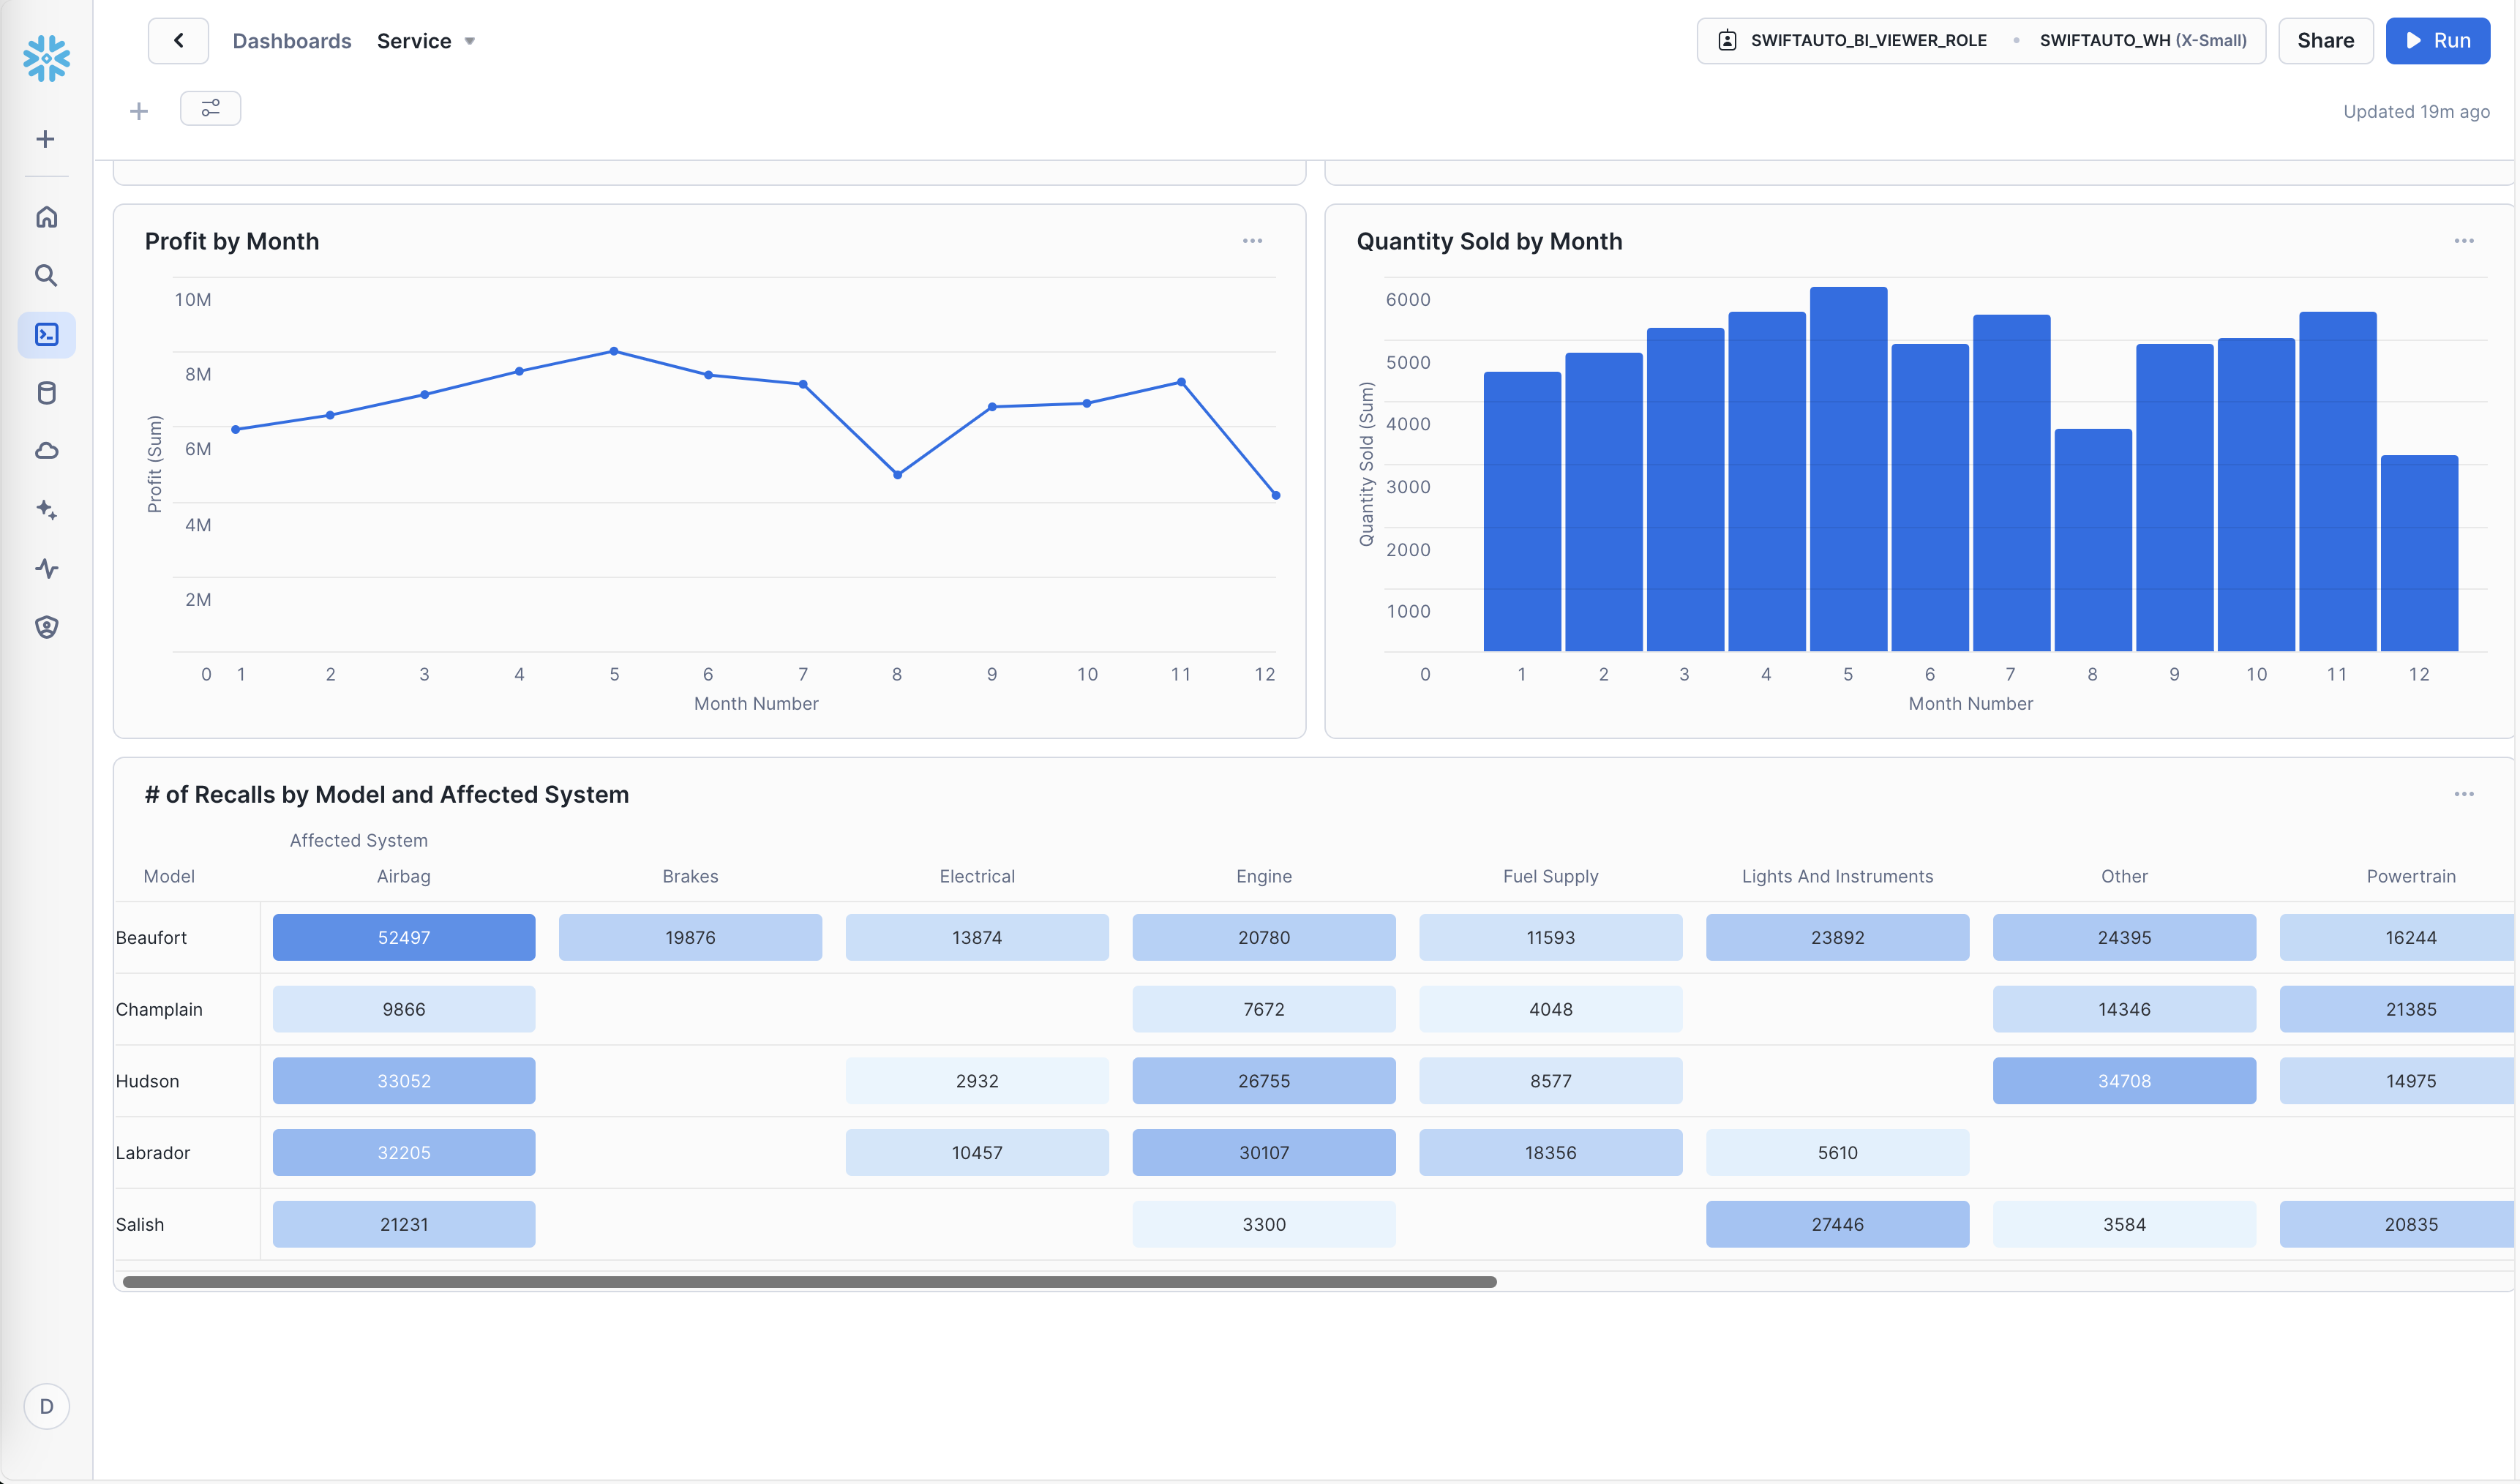 Dashboards Service
SWIFTAUTO_BI_VIEWER_ROLE • SWIFTAUTO_WH (X-Small)
Share
Run
Updated 19m ago
Profit by Month
10M
8M
6M
4M
2M
0
Profit (Sum)
1 2 3 4 5 6 7 8 9 10 11 12
Month Number
Quantity Sold by Month
6000
5000
4000
3000
2000
1000
0
Quantity Sold (Sum)
1 2 3 4 5 6 7 8 9 10 11 12
Month Number
# of Recalls by Model and Affected System
Affected System
Model Airbag Brakes Electrical Engine Fuel Supply Lights And Instruments Other Powertrain
Beaufort 52497 19876 13874 20780 11593 23892 24395 16244
Champlain 9866 7672 4048 14346 21385
Hudson 33052 2932 26755 8577 34708 14975
Labrador 32205 10457 30107 18356 5610
Salish 21231 3300 27446 3584 20835
D